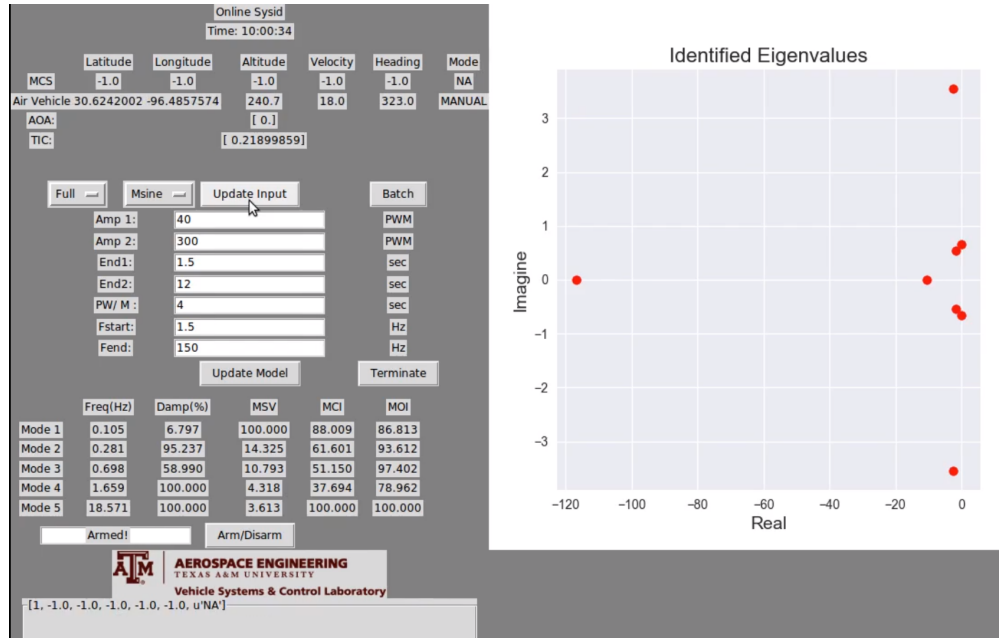 Online Sysid
Time: 10:00:34
Latitude Longitude Altitude Velocity Heading Mode
MCS -1.0 -1.0 -1.0 -1.0 -1.0 NA
Air Vehicle 30.6242002 -96.4857574 240.7 18.0 323.0 MANUAL
AOA: [ 0.]
TIC: [ 0.21899859]
Full Msine Update Input Batch
Amp 1: 40 PWM
Amp 2: 300 PWM
End1: 1.5 sec
End2: 12 sec
PW/ M : 4 sec
Fstart: 1.5 Hz
Fend: 150 Hz
Update Model Terminate
Freq(Hz) Damp(%) MSV MCI MOI
Mode 1 0.105 6.797 100.000 88.009 86.813
Mode 2 0.281 95.237 14.325 61.601 93.612
Mode 3 0.698 58.990 10.793 51.150 97.402
Mode 4 1.659 100.000 4.318 37.694 78.962
Mode 5 18.571 100.000 3.613 100.000 100.000
Armed! Arm/Disarm
ATM AEROSPACE ENGINEERING
TEXAS A&M UNIVERSITY
Vehicle Systems & Control Laboratory
[1, -1.0, -1.0, -1.0, -1.0, -1.0, u'NA']
Identified Eigenvalues
Imagine
3
2
1
0
−1
−2
−3
−120 −100 −80 −60 −40 −20 0
Real